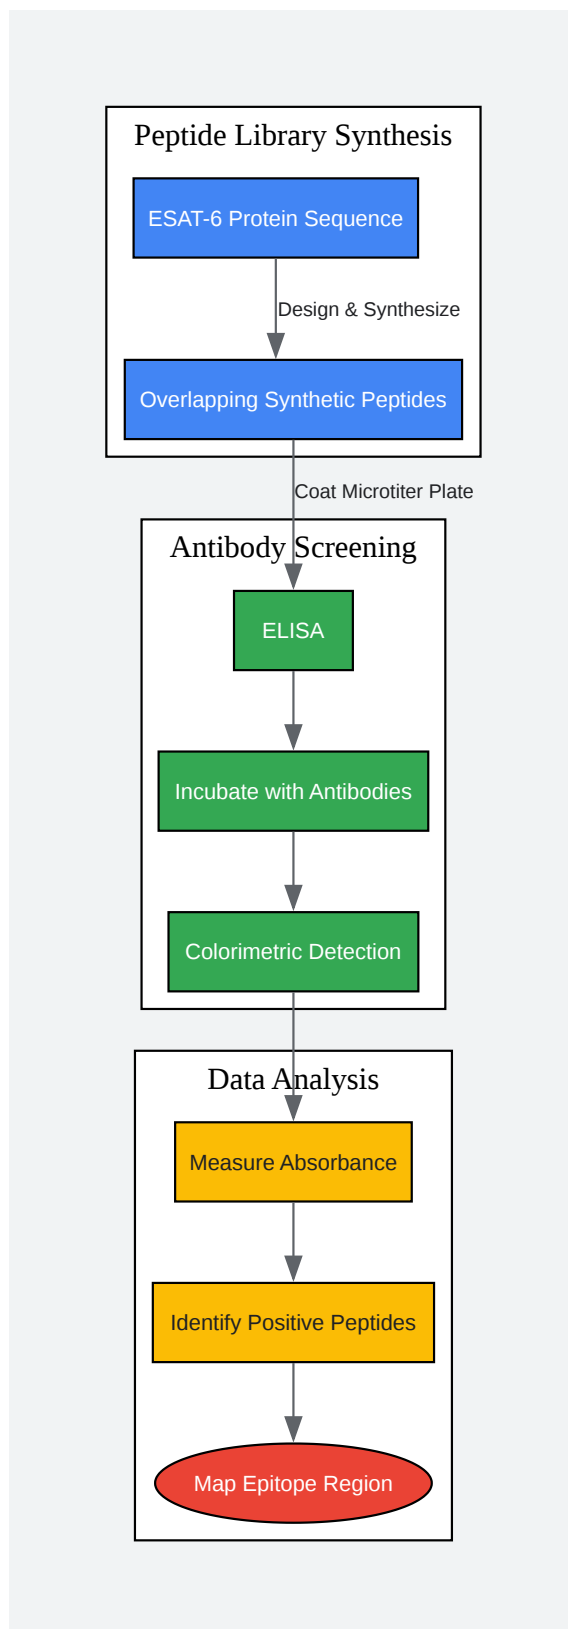 Peptide Library Synthesis
ESAT-6 Protein Sequence
Design & Synthesize
Overlapping Synthetic Peptides
Coat Microtiter Plate
Antibody Screening
ELISA
Incubate with Antibodies
Colorimetric Detection
Data Analysis
Measure Absorbance
Identify Positive Peptides
Map Epitope Region